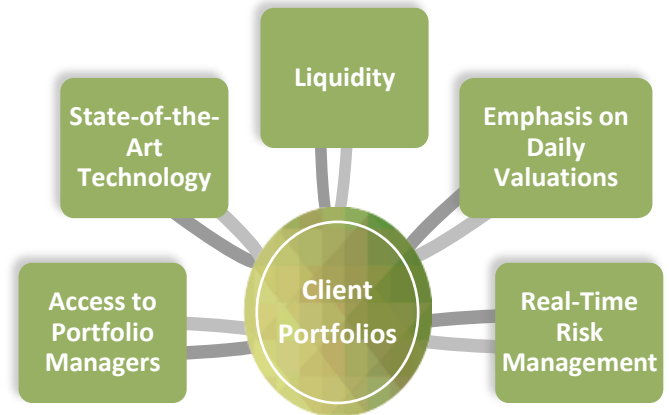 Liquidity
State-of-the-
Art
Technology
Emphasis on
Daily
Valuations
Access to
Portfolio
Managers
Client
Portfolios
Real-Time
Risk
Management